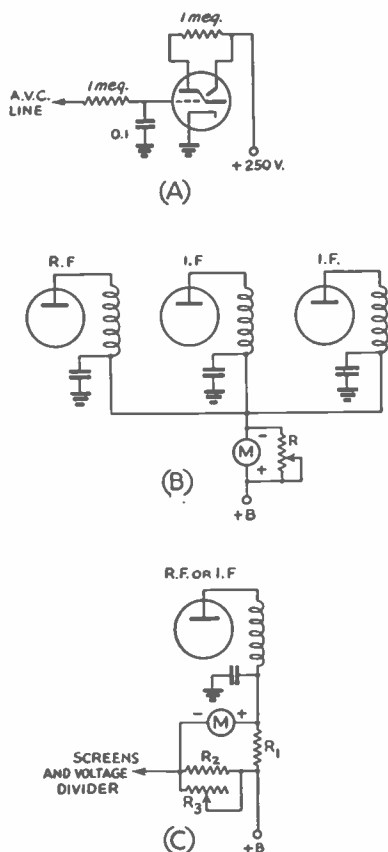 1 meg.
1 meg.
A.V.C.
LINE
0.1
+250 V.
(A)
R.F I.F I.F.
- R
M
+
(B)
+B
R.F. OR I.F
- M +
R1
SCREENS
AND VOLTAGE
DIVIDER
R2
R3
(C)
+B